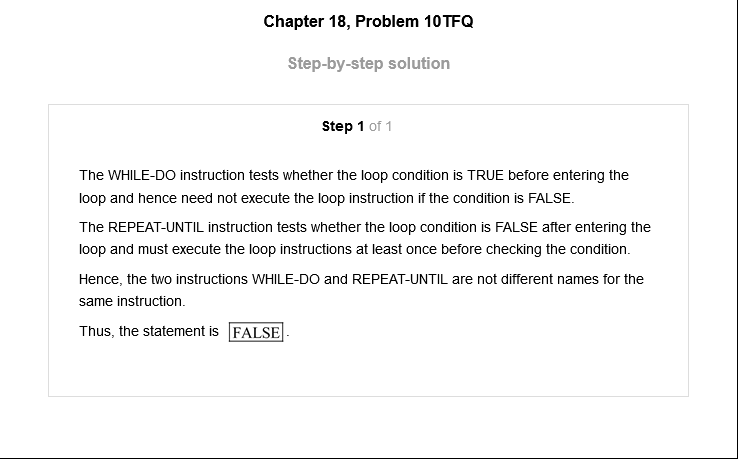 Chapter 18, Problem 10TFQ
Step-by-step solution
Step 1 of 1
The WHILE-DO instruction tests whether the loop condition is TRUE before entering the
loop and hence need not execute the loop instruction if the condition is FALSE.
The REPEAT-UNTIL instruction tests whether the loop condition is FALSE after entering the
loop and must execute the loop instructions at least once before checking the condition.
Hence, the two instructions WHILE-DO and REPEAT-UNTIL are not different names for the
same instruction.
Thus, the statement is FALSE.